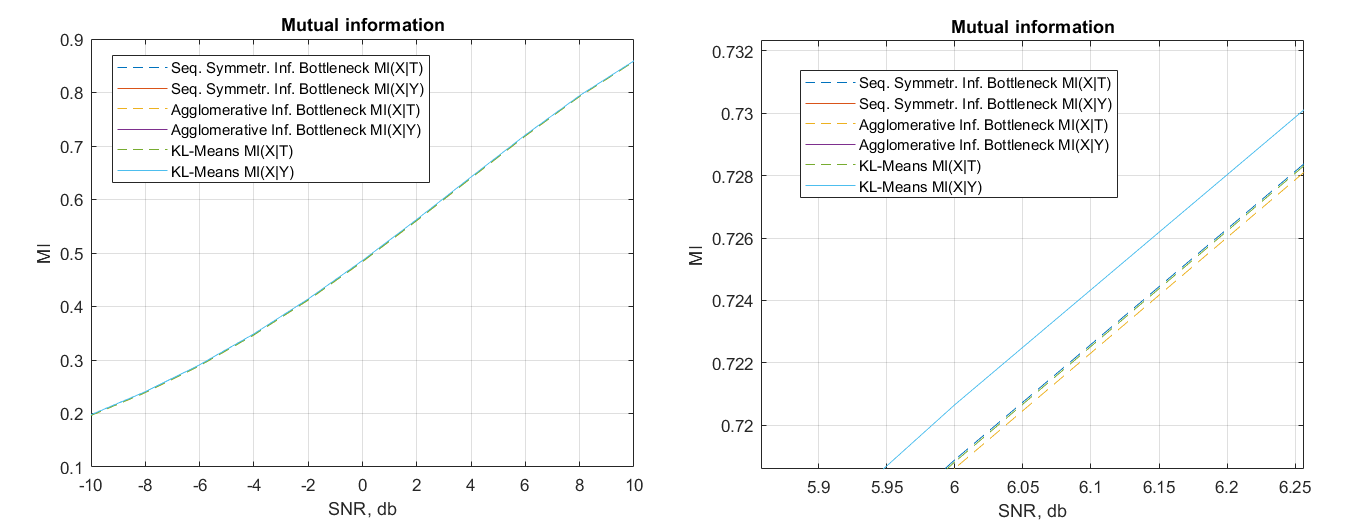 Mutual information
0.9
0.8
0.7
0.6
0.5
0.4
0.3
0.2
0.1
MI
Seq. Symmetr. Inf. Bottleneck MI(X|T)
Seq. Symmetr. Inf. Bottleneck MI(X|Y)
Agglomerative Inf. Bottleneck MI(X|T)
Agglomerative Inf. Bottleneck MI(X|Y)
KL-Means MI(X|T)
KL-Means MI(X|Y)
-10 -8 -6 -4 -2 0 2 4 6 8 10
SNR, db
Mutual information
0.732
0.73
0.728
0.726
0.724
0.722
0.72
MI
Seq. Symmetr. Inf. Bottleneck MI(X|T)
Seq. Symmetr. Inf. Bottleneck MI(X|Y)
Agglomerative Inf. Bottleneck MI(X|T)
Agglomerative Inf. Bottleneck MI(X|Y)
KL-Means MI(X|T)
KL-Means MI(X|Y)
5.9 5.95 6 6.05 6.1 6.15 6.2 6.25
SNR, db